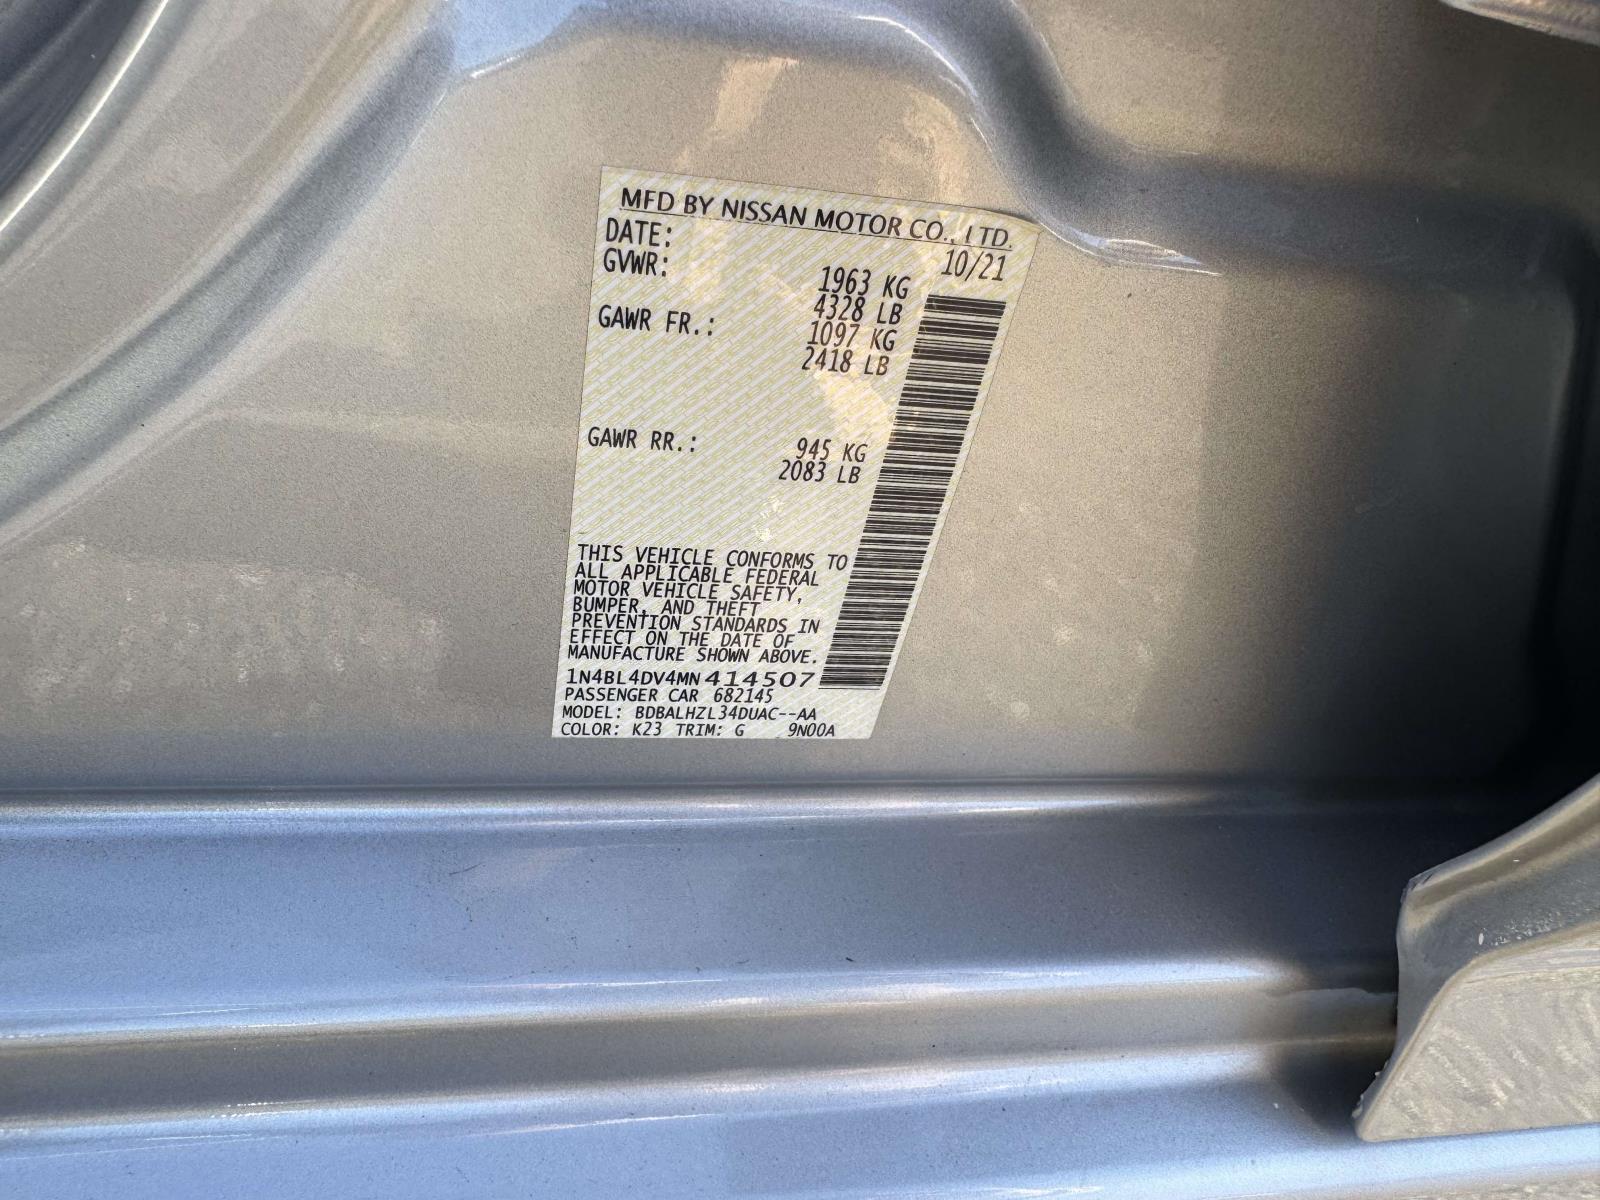 MFD BY NISSAN MOTOR CO., LTD.
DATE: 10/21
GVWR: 1963 KG
4328 LB
GAWR FR.: 1097 KG
2418 LB
GAWR RR.: 945 KG
2083 LB
THIS VEHICLE CONFORMS TO
ALL APPLICABLE FEDERAL
MOTOR VEHICLE SAFETY,
BUMPER, AND THEFT
PREVENTION STANDARDS IN
EFFECT ON THE DATE OF
MANUFACTURE SHOWN ABOVE.
1N4BL4DV4MN414507
PASSENGER CAR 682145
MODEL: BDBALHZL34DUAC--AA
COLOR: K23 TRIM: G 9N00A